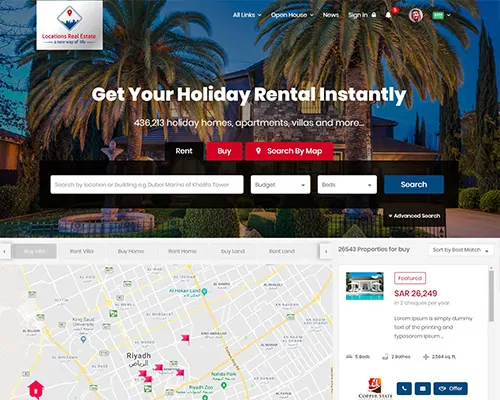 All Links
Open House
News
Sign In
5
Locations Real Estate
a new way of life
Get Your Holiday Rental Instantly
436,213 holiday homes, apartments, villas and more...
Rent
Buy
Search By Map
Search by location or building e.g Dubai Marina of Khalifa Tower
Budget
Beds
Search
Advanced Search
Buy Villa
Rent Villa
Buy Home
Rent Home
buy Land
Rent Land
26543 Properties for buy
Sort by Best Match
Featured
SAR 26,249
in 2 cheques per year
Lorem Ipsum is simply dummy
text of the printing and
typesetting industry. Lorem
5 Beds
2 Bathes
2,564 sq. ft.
Al Hokair Land
King Saud
University
Riyadh
الرياض
Nahda Park
Riyadh Zoo
COPPER STATE
Offer